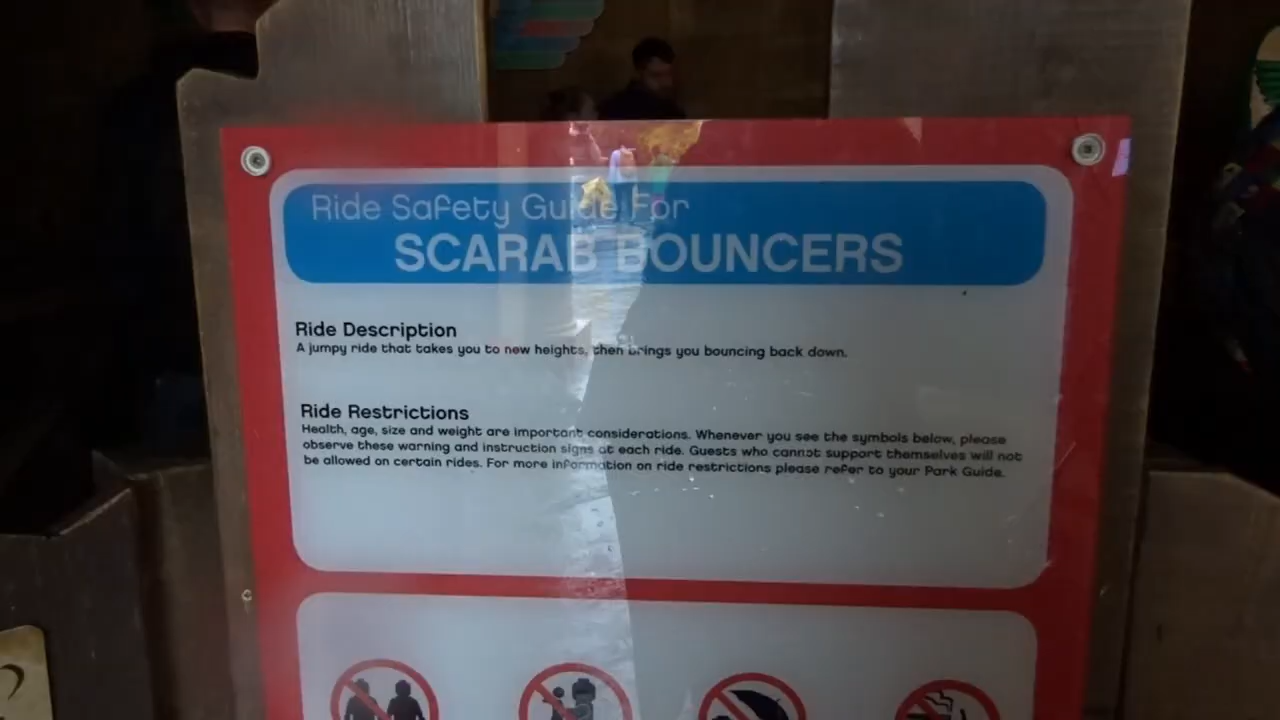 Ride Safety Guide For
SCARAB BOUNCERS
Ride Description
A jumpy ride that takes you to new heights, then brings you bouncing back down.
Ride Restrictions
Health, age, size and weight are important considerations. Whenever you see the symbols below, please
observe these warning and instruction signs at each ride. Guests who cannot support themselves will not
be allowed on certain rides. For more information on ride restrictions please refer to your Park Guide.